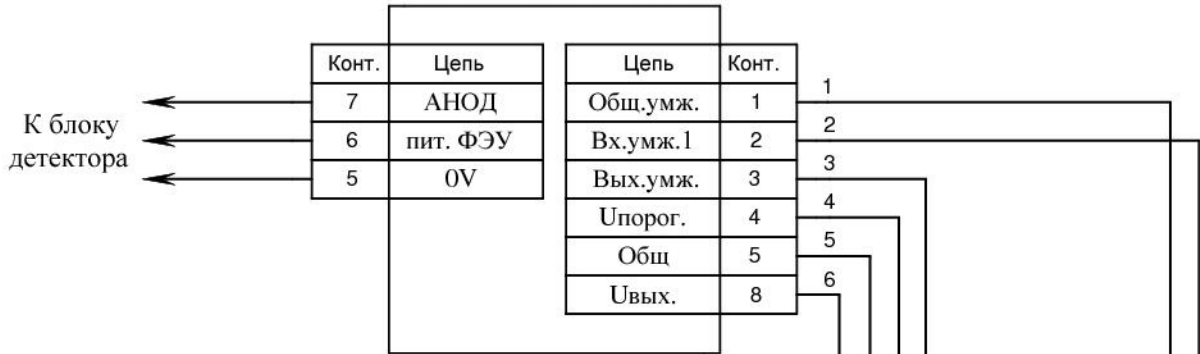 К блоку
детектора
Конт. Цепь
7 АНОД
6 пит. ФЭУ
5 0V
Цепь Конт.
Общ.умж. 1 1
Вх.умж.1 2 2
Вых.умж. 3 3
Uпорог. 4 4
Общ 5 5
Uвых. 8 6